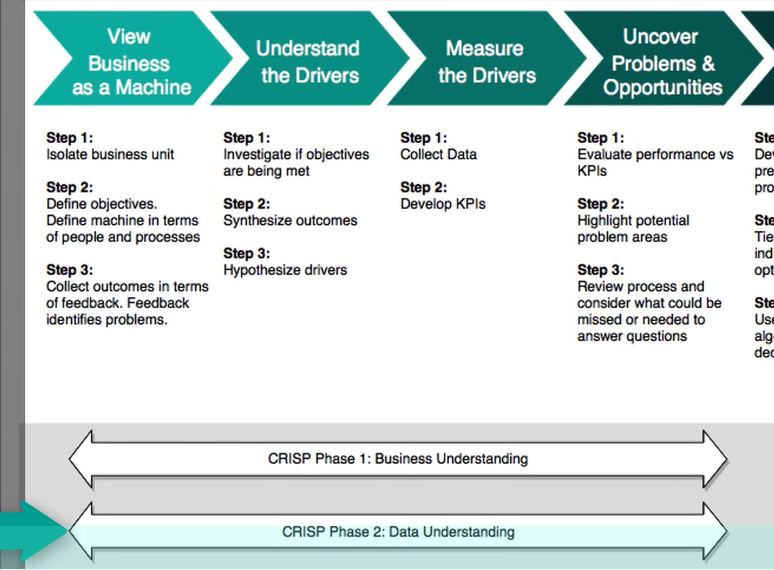 View
Business
as a Machine
Understand
the Drivers
Measure
the Drivers
Uncover
Problems &
Opportunities
Step 1:
Isolate business unit
Step 2:
Define objectives.
Define machine in terms
of people and processes
Step 3:
Collect outcomes in terms
of feedback. Feedback
identifies problems.
Step 1:
Investigate if objectives
are being met
Step 2:
Synthesize outcomes
Step 3:
Hypothesize drivers
Step 1:
Collect Data
Step 2:
Develop KPIs
Step 1:
Evaluate performance vs
KPIs
Step 2:
Highlight potential
problem areas
Step 3:
Review process and
consider what could be
missed or needed to
answer questions
CRISP Phase 1: Business Understanding
CRISP Phase 2: Data Understanding